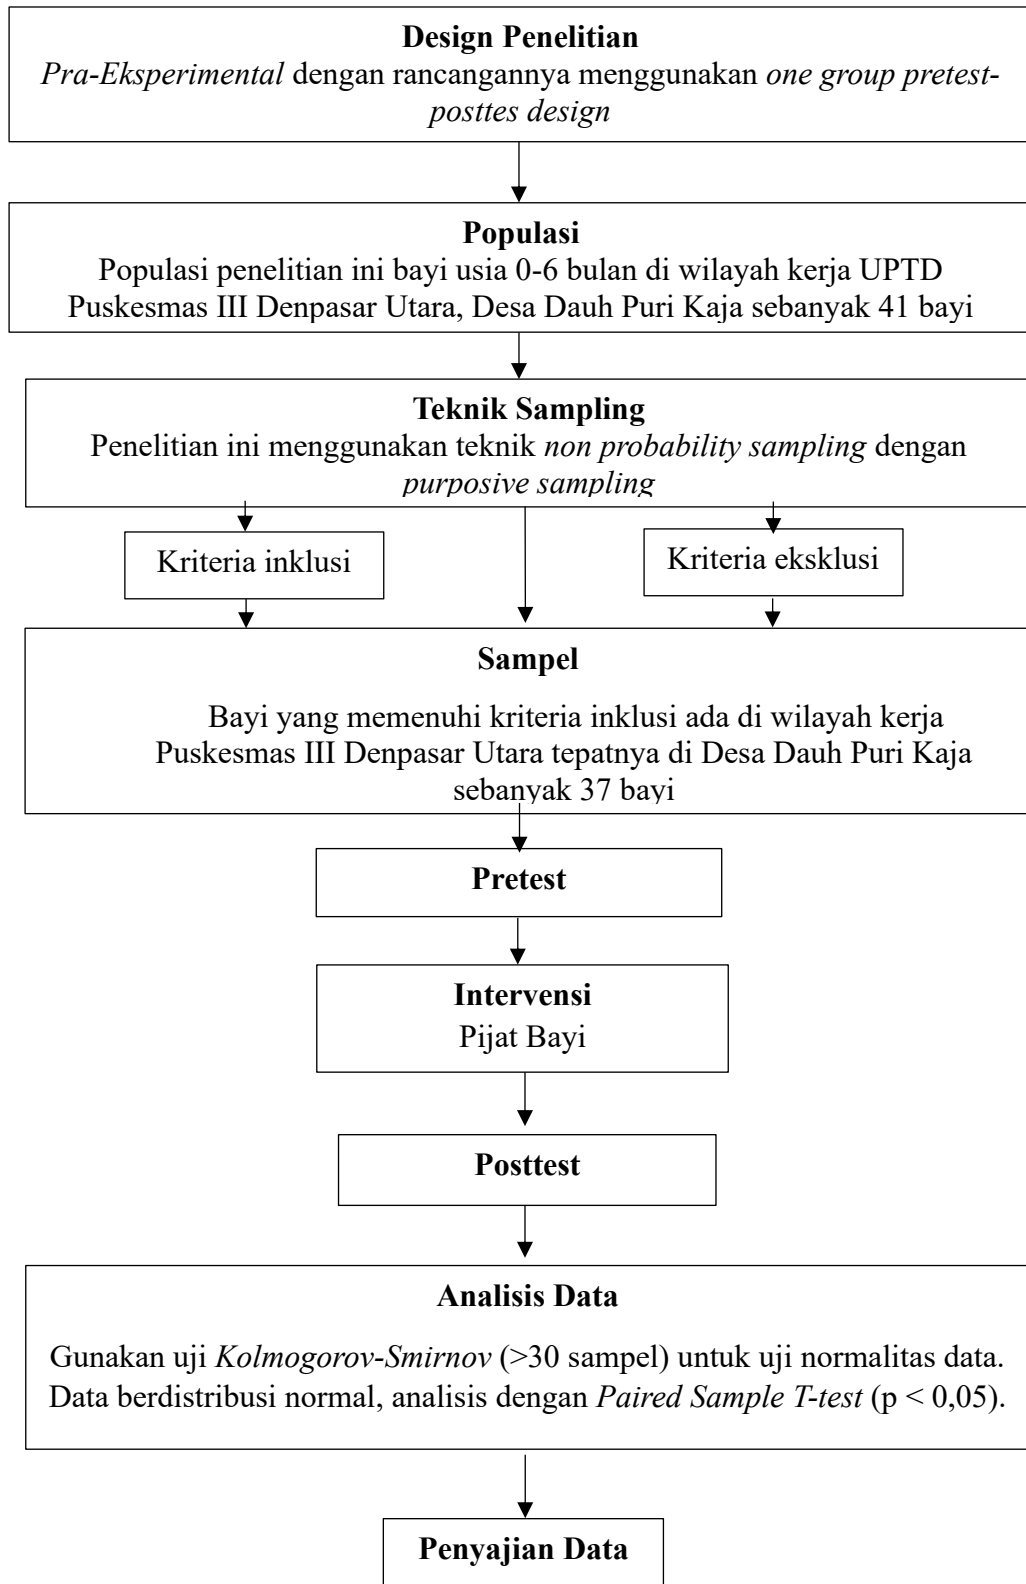 Design Penelitian
Pra-Eksperimental dengan rancangannya menggunakan one group pretest-
posttes design
Populasi
Populasi penelitian ini bayi usia 0-6 bulan di wilayah kerja UPTD
Puskesmas III Denpasar Utara, Desa Dauh Puri Kaja sebanyak 41 bayi
Teknik Sampling
Penelitian ini menggunakan teknik non probability sampling dengan
purposive sampling
Kriteria inklusi
Kriteria eksklusi
Sampel
Bayi yang memenuhi kriteria inklusi ada di wilayah kerja
Puskesmas III Denpasar Utara tepatnya di Desa Dauh Puri Kaja
sebanyak 37 bayi
Pretest
Intervensi
Pijat Bayi
Posttest
Analisis Data
Gunakan uji Kolmogorov-Smirnov (>30 sampel) untuk uji normalitas data.
Data berdistribusi normal, analisis dengan Paired Sample T-test (p < 0,05).
Penyajian Data